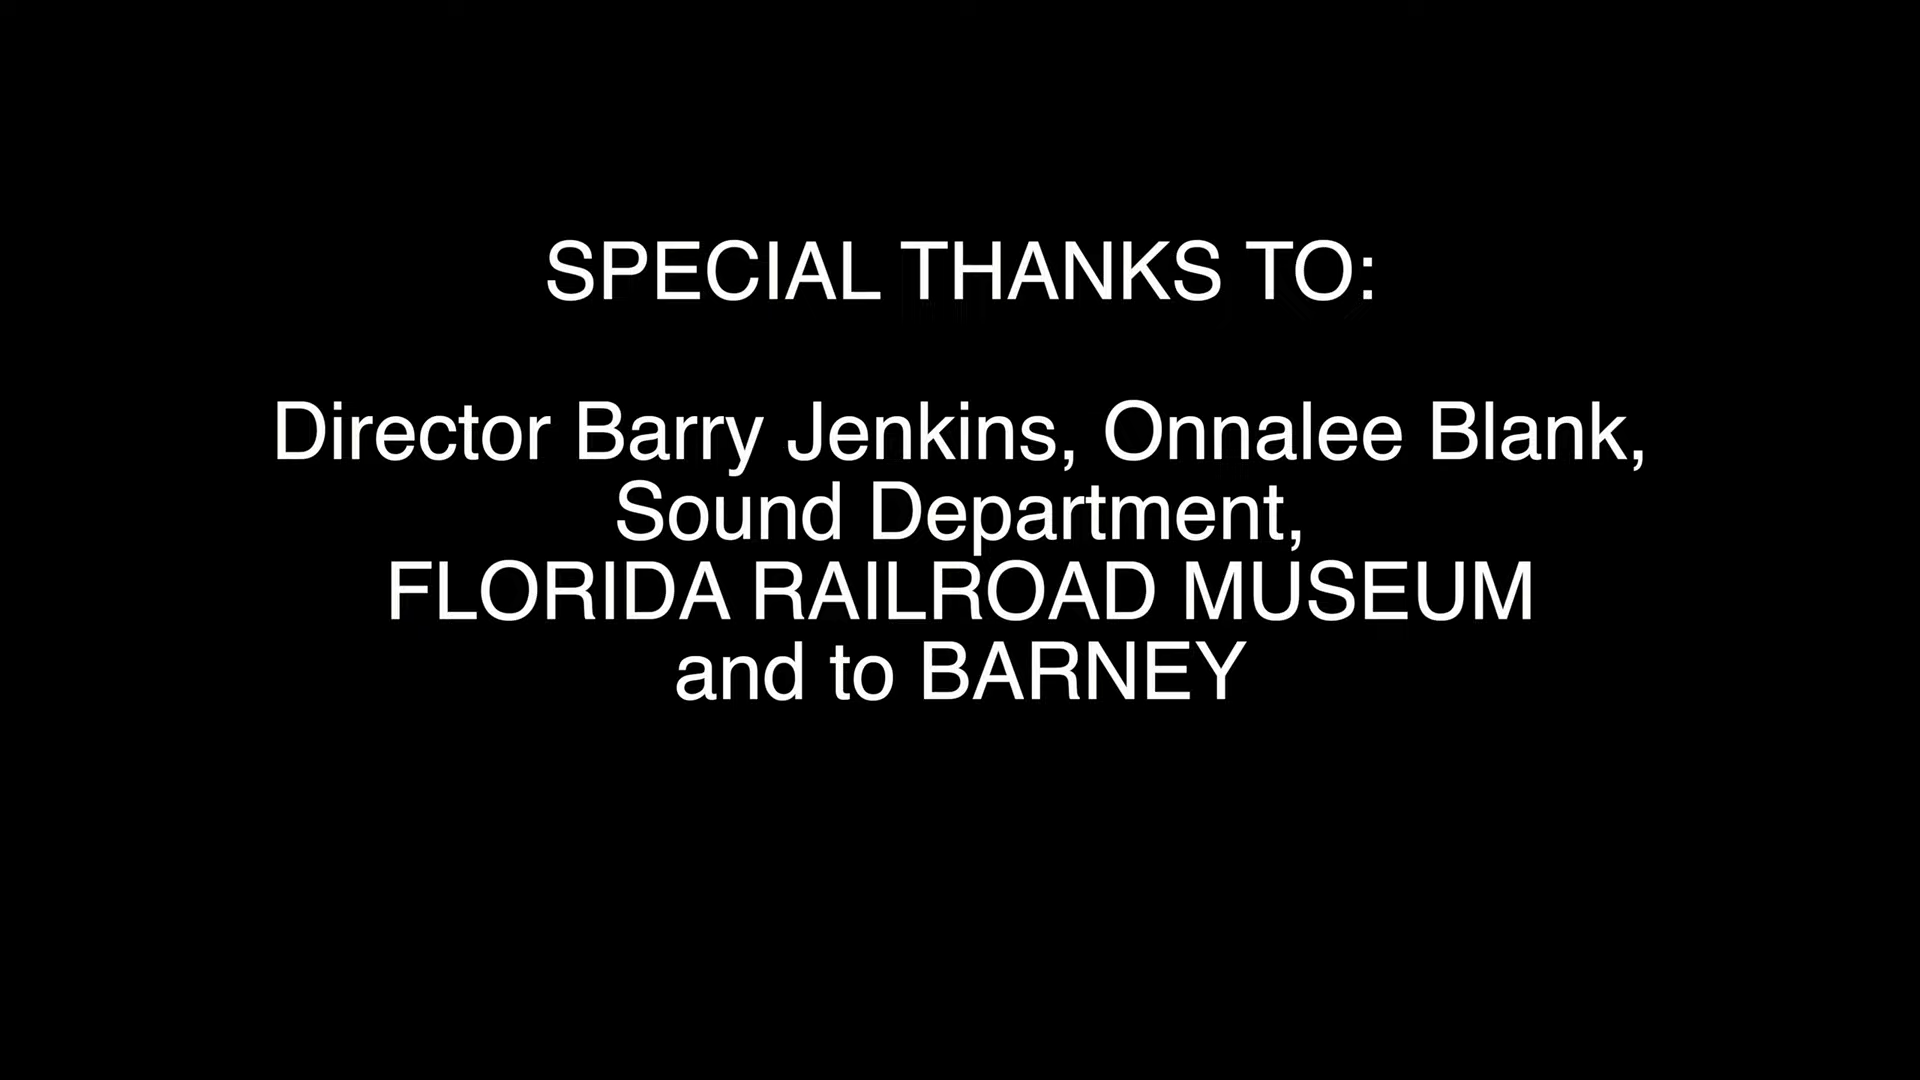 SPECIAL THANKS TO:
Director Barry Jenkins, Onnalee Blank,
Sound Department,
FLORIDA RAILROAD MUSEUM
and to BARNEY